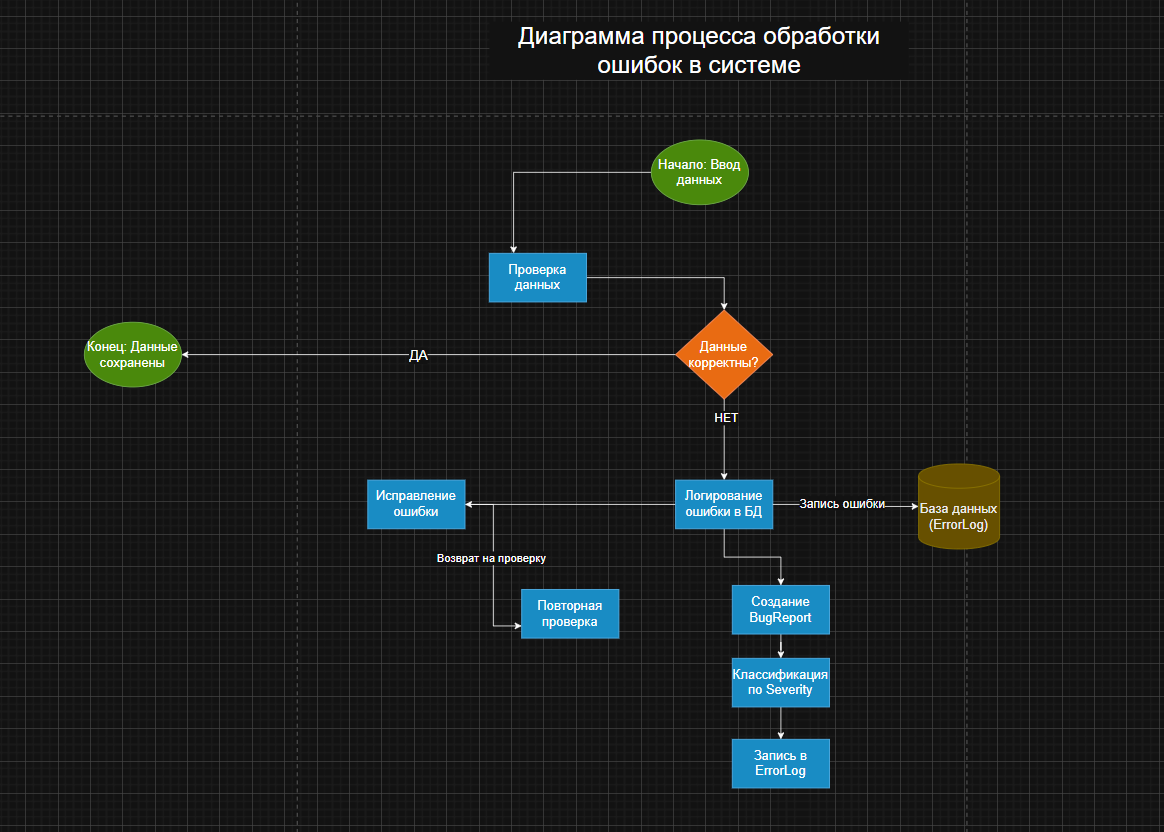 Диаграмма процесса обработки
ошибок в системе
Начало: Ввод
данных
Проверка
данных
Данные
корректны?
ДА
Конец: Данные
сохранены
НЕТ
Исправление
ошибки
Логирование
ошибки в БД
Запись ошибки
База данных
(ErrorLog)
Возврат на проверку
Повторная
проверка
Создание
BugReport
Классификация
по Severity
Запись в
ErrorLog